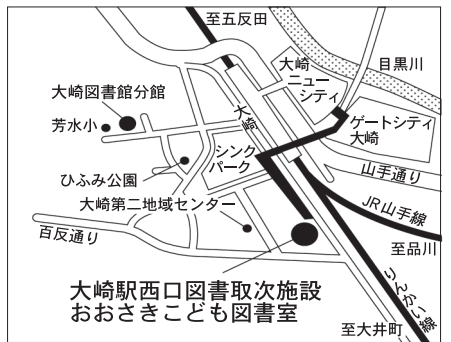 至五反田
大崎
ニュー
シティ
目黒川
大崎図書館分館
芳水小
大崎
ゲートシティ
大崎
シンク
パーク
ひふみ公園
山手通り
大崎第二地域センター
JR山手線
百反通り
至品川
りんかい線
大崎駅西口図書取次施設
おおさきこども図書室
至大井町